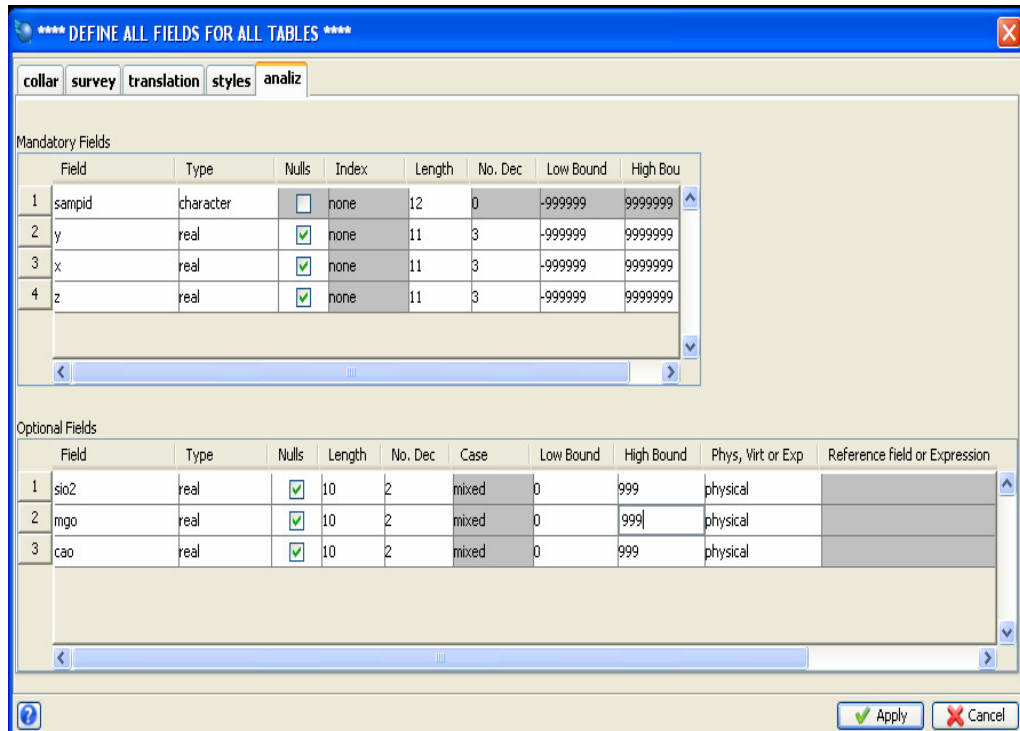 **** DEFINE ALL FIELDS FOR ALL TABLES ****
collar survey translation styles analiz
Mandatory Fields
Field Type Nulls Index Length No. Dec Low Bound High Bou
1 sampid character none 12 0 -999999 9999999
2 y real none 11 3 -999999 9999999
3 x real none 11 3 -999999 9999999
4 z real none 11 3 -999999 9999999
Optional Fields
Field Type Nulls Length No. Dec Case Low Bound High Bound Phys, Virt or Exp Reference field or Expression
1 sio2 real 10 2 mixed 0 999 physical
2 mgo real 10 2 mixed 0 999 physical
3 cao real 10 2 mixed 0 999 physical
? Apply Cancel